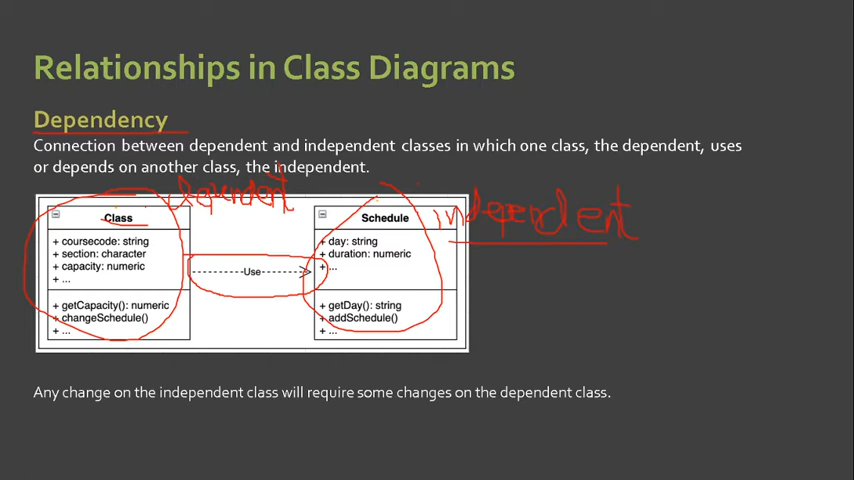 Relationships in Class Diagrams
Dependency
Connection between dependent and independent classes in which one class, the dependent, uses
or depends on another class, the independent.
dependent
independent
Class
+ coursecode: string
+ section: character
+ capacity: numeric
+ ...
+ getCapacity(): numeric
+ changeSchedule()
+ ...
Use
Schedule
+ day: string
+ duration: numeric
+ ...
+ getDay(): string
+ addSchedule()
+ ...
Any change on the independent class will require some changes on the dependent class.